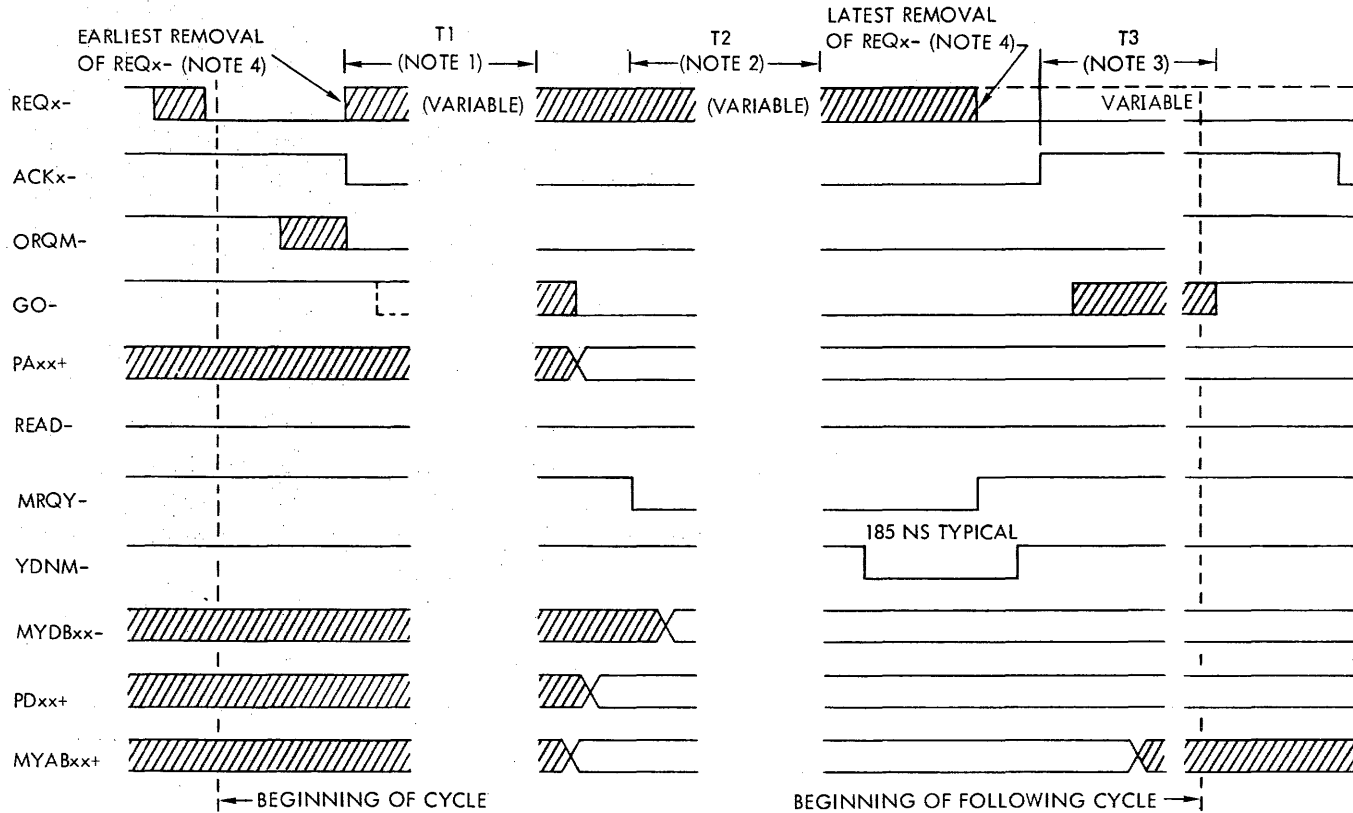 EARLIEST REMOVAL
OF REQx- (NOTE 4)
T1
(NOTE 1)
T2
(NOTE 2)
LATEST REMOVAL
OF REQx- (NOTE 4)
T3
(NOTE 3)
REQx-
(VARIABLE)
(VARIABLE)
VARIABLE
ACKx-
ORQM-
GO-
PAxx+
READ-
MRQY-
YDNM-
185 NS TYPICAL
MYDBxx-
PDxx+
MYABxx+
BEGINNING OF CYCLE
BEGINNING OF FOLLOWING CYCLE